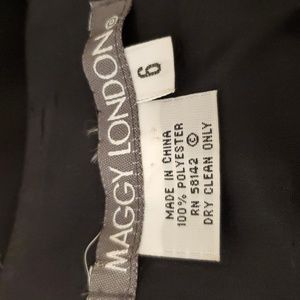 MAGGY LONDON®
6
MADE IN CHINA
100% POLYESTER
RN 58142 ©
DRY CLEAN ONLY